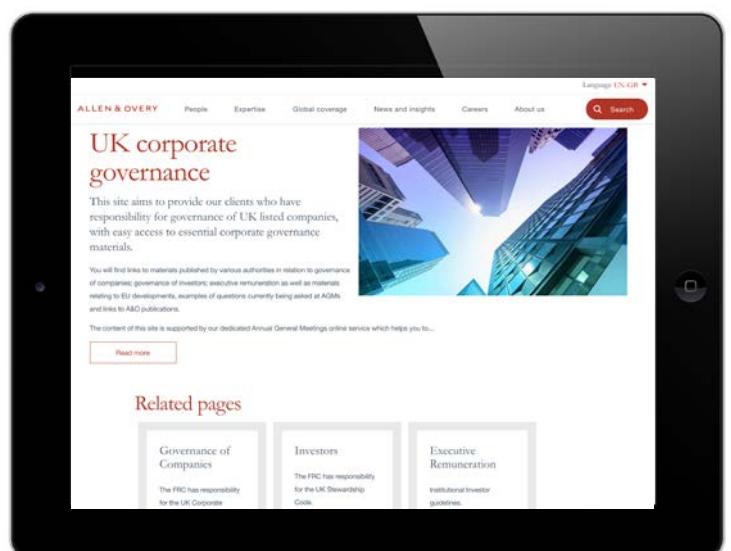 Language EN-GB
ALLEN & OVERY People Expertise Global coverage News and insights Careers About us Search
UK corporate
governance
This site aims to provide our clients who have
responsibility for governance of UK listed companies,
with easy access to essential corporate governance
materials.
You will find links to materials published by various authorities in relation to governance
of companies; governance of investors; executive remuneration as well as materials
relating to EU developments, examples of questions currently being asked at AGMs
and links to A&O publications.
The content of this site is supported by our dedicated Annual General Meetings online service which helps you to...
Read more
Related pages
Governance of
Companies
The FRC has responsibility
for the UK Corporate
Investors
The FRC has responsibility
for the UK Stewardship
Code.
Executive
Remuneration
Institutional Investor
guidelines.